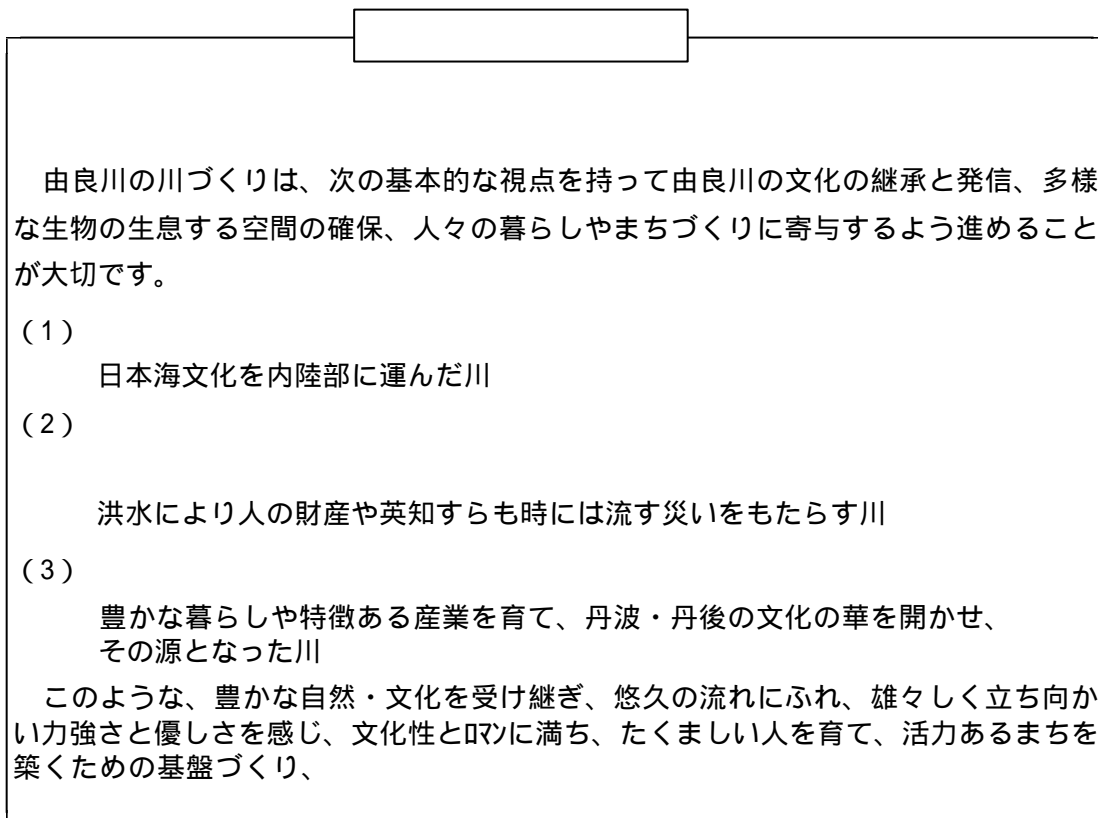 由良川の川づくりは、次の基本的な視点を持って由良川の文化の継承と発信、多様
な生物の生息する空間の確保、人々の暮らしやまちづくりに寄与するよう進めること
が大切です。
（1）
日本海文化を内陸部に運んだ川
（2）
洪水により人の財産や英知すらも時には流す災いをもたらす川
（3）
豊かな暮らしや特徴ある産業を育て、丹波・丹後の文化の華を開かせ、
その源となった川
このような、豊かな自然・文化を受け継ぎ、悠久の流れにふれ、雄々しく立ち向か
い力強さと優しさを感じ、文化性とﾛﾏﾝに満ち、たくましい人を育て、活力あるまちを
築くための基盤づくり、